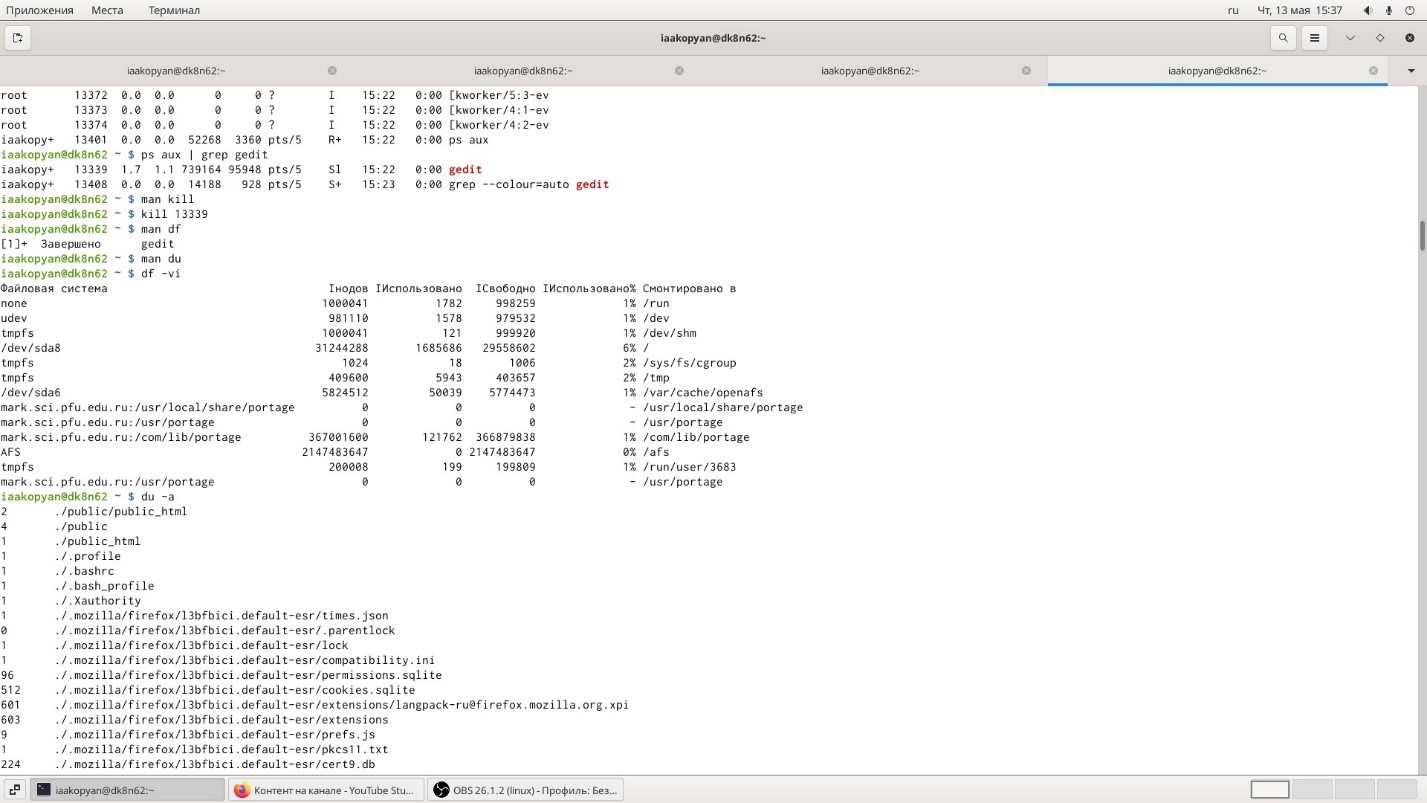 Приложения Места Терминал ru Чт, 13 мая 15:37
iaakopyan@dk8n62:~
iaakopyan@dk8n62:~ iaakopyan@dk8n62:~ iaakopyan@dk8n62:~ iaakopyan@dk8n62:~
root 13372 0.0 0.0 0 0 ? I 15:22 0:00 [kworker/5:3-ev
root 13373 0.0 0.0 0 0 ? I 15:22 0:00 [kworker/4:1-ev
root 13374 0.0 0.0 0 0 ? I 15:22 0:00 [kworker/4:2-ev
iaakopy+ 13401 0.0 0.0 52268 3360 pts/5 R+ 15:22 0:00 ps aux
iaakopyan@dk8n62 ~ $ ps aux | grep gedit
iaakopy+ 13339 1.7 1.1 739164 95948 pts/5 Sl 15:22 0:00 gedit
iaakopy+ 13408 0.0 0.0 14188 928 pts/5 S+ 15:23 0:00 grep --colour=auto gedit
iaakopyan@dk8n62 ~ $ man kill
iaakopyan@dk8n62 ~ $ kill 13339
iaakopyan@dk8n62 ~ $ man df
[1]+ Завершено gedit
iaakopyan@dk8n62 ~ $ man du
iaakopyan@dk8n62 ~ $ df -vi
Файловая система Iнодов IИспользовано IСвободно IИспользовано% Cмонтировано в
none 1000041 1782 998259 1% /run
udev 981110 1578 979532 1% /dev
tmpfs 1000041 121 999920 1% /dev/shm
/dev/sda8 31244288 1685686 29558602 6% /
tmpfs 1024 18 1006 2% /sys/fs/cgroup
tmpfs 409600 5943 403657 2% /tmp
/dev/sda6 5824512 50039 5774473 1% /var/cache/openafs
mark.sci.pfu.edu.ru:/usr/local/share/portage 0 0 0 - /usr/local/share/portage
mark.sci.pfu.edu.ru:/usr/portage 0 0 0 - /usr/portage
mark.sci.pfu.edu.ru:/com/lib/portage 367001600 121762 366879838 1% /com/lib/portage
AFS 2147483647 0 2147483647 0% /afs
tmpfs 200008 199 199809 1% /run/user/3683
mark.sci.pfu.edu.ru:/usr/portage 0 0 0 - /usr/portage
iaakopyan@dk8n62 ~ $ du -a
2 ./public/public_html
4 ./public
1 ./public_html
1 ./.profile
1 ./.bashrc
1 ./.bash_profile
1 ./.Xauthority
1 ./.mozilla/firefox/l3bfbici.default-esr/times.json
0 ./.mozilla/firefox/l3bfbici.default-esr/.parentlock
1 ./.mozilla/firefox/l3bfbici.default-esr/lock
1 ./.mozilla/firefox/l3bfbici.default-esr/compatibility.ini
96 ./.mozilla/firefox/l3bfbici.default-esr/permissions.sqlite
512 ./.mozilla/firefox/l3bfbici.default-esr/cookies.sqlite
601 ./.mozilla/firefox/l3bfbici.default-esr/extensions/langpack-ru@firefox.mozilla.org.xpi
603 ./.mozilla/firefox/l3bfbici.default-esr/extensions
9 ./.mozilla/firefox/l3bfbici.default-esr/prefs.js
1 ./.mozilla/firefox/l3bfbici.default-esr/pkcs11.txt
224 ./.mozilla/firefox/l3bfbici.default-esr/cert9.db
iaakopyan@dk8n62:~ Контент на канале - YouTube Stu... OBS 26.1.2 (linux) - Профиль: Без...